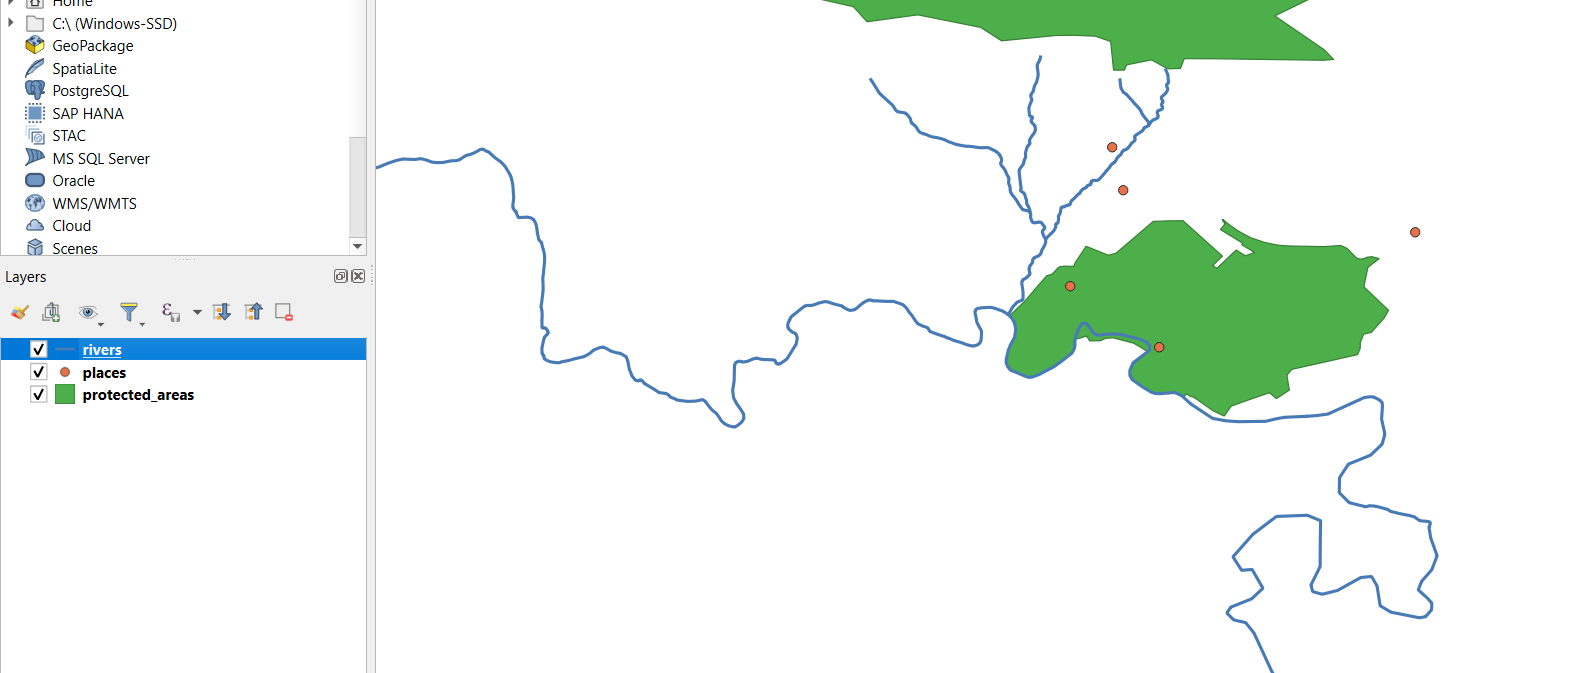 Home
C:\ (Windows-SSD)
GeoPackage
SpatiaLite
PostgreSQL
SAP HANA
STAC
MS SQL Server
Oracle
WMS/WMTS
Cloud
Scenes
Layers
rivers
places
protected_areas